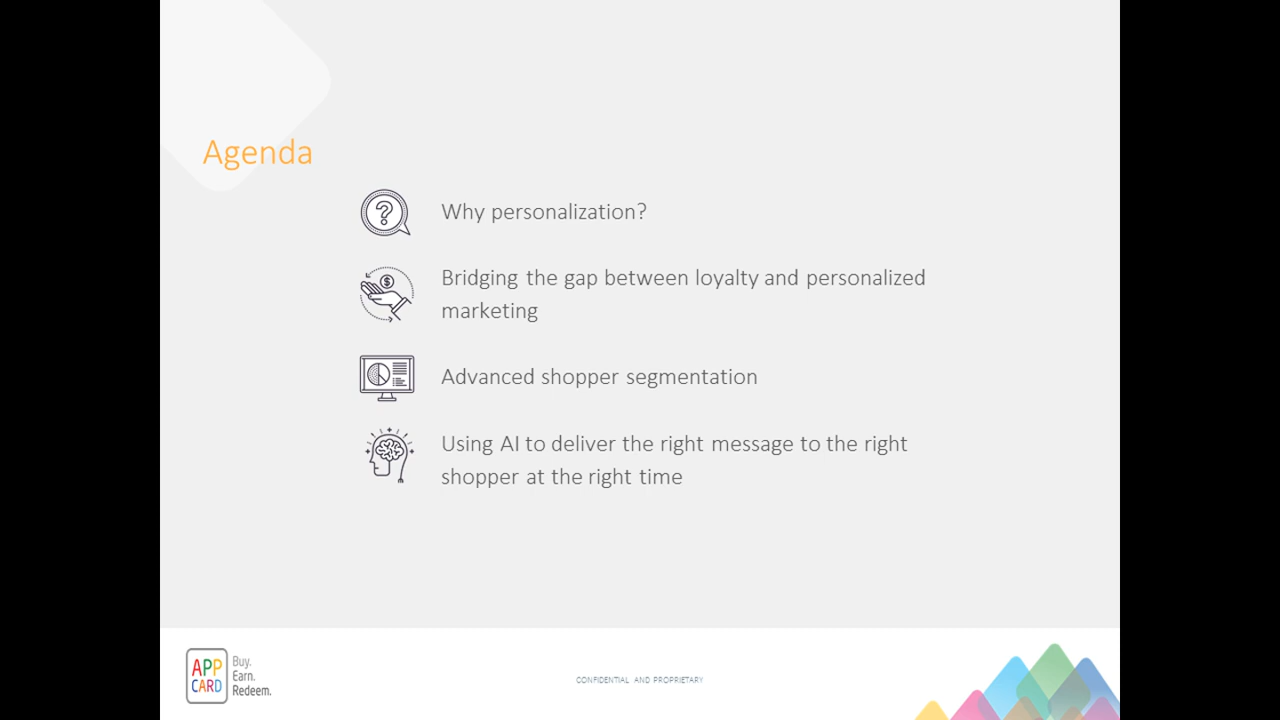 Agenda
?
Why personalization?
$
Bridging the gap between loyalty and personalized
marketing
Advanced shopper segmentation
Using AI to deliver the right message to the right
shopper at the right time
APP
CARD
Buy.
Earn.
Redeem.
CONFIDENTIAL AND PROPRIETARY